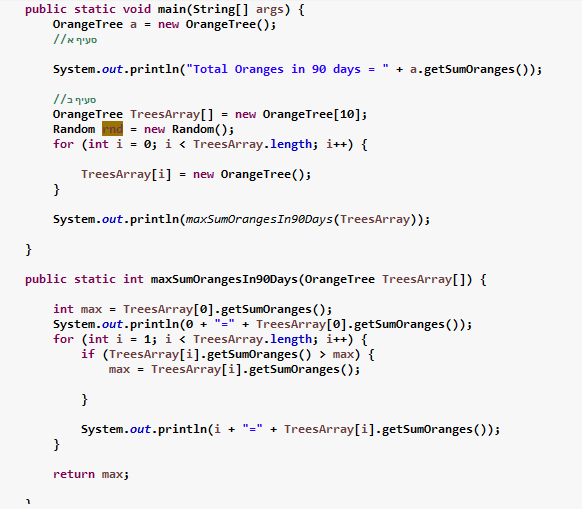 public static void main(String[] args) {
OrangeTree a = new OrangeTree();
//סעיף א
System.out.println("Total Oranges in 90 days = " + a.getSumOranges());
//סעיף ב
OrangeTree TreesArray[] = new OrangeTree[10];
Random rnd = new Random();
for (int i = 0; i < TreesArray.length; i++) {
TreesArray[i] = new OrangeTree();
}
System.out.println(maxSumOrangesIn90Days(TreesArray));
}
public static int maxSumOrangesIn90Days(OrangeTree TreesArray[]) {
int max = TreesArray[0].getSumOranges();
System.out.println(0 + "=" + TreesArray[0].getSumOranges());
for (int i = 1; i < TreesArray.length; i++) {
if (TreesArray[i].getSumOranges() > max) {
max = TreesArray[i].getSumOranges();
}
System.out.println(i + "=" + TreesArray[i].getSumOranges());
}
return max;
}